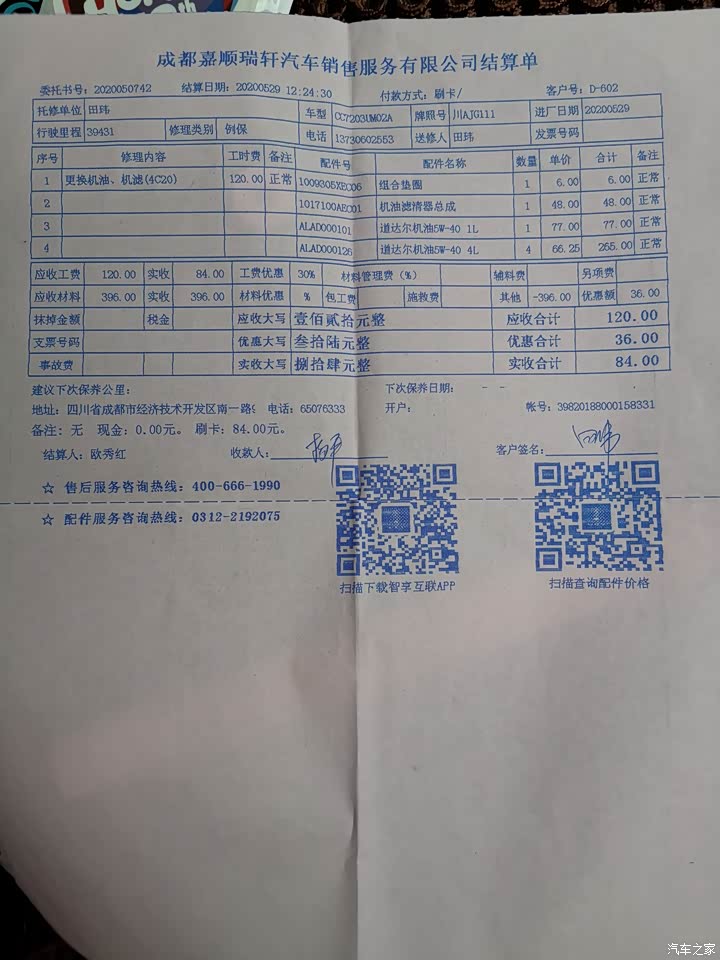 成都嘉顺瑞轩汽车销售服务有限公司结算单
委托书号：2020050742 结算日期：20200529 12:24:30 付款方式：刷卡/ 客户号：D-602
托修单位 田玮 车型 CC7203UM02A 牌照号 川AJG111 进厂日期 20200529
行驶里程 39431 修理类别 例保 电话 13730602553 送修人 田玮 发票号码
序号 修理内容 工时费 备注 配件号 配件名称 数量 单价 合计 备注
1 更换机油、机滤(4C20) 120.00 正常 1009305XEC06 组合垫圈 1 6.00 6.00 正常
2 1017100AEC01 机油滤清器总成 1 48.00 48.00 正常
3 ALAD000101 道达尔机油5W-40 1L 1 77.00 77.00 正常
4 ALAD000126 道达尔机油5W-40 4L 4 66.25 265.00 正常
应收工费 120.00 实收 84.00 工费优惠 30% 材料管理费（%） 辅料费 另项费
应收材料 396.00 实收 396.00 材料优惠 % 包工费 施救费 其他 -396.00 优惠额 36.00
抹掉金额 税金 应收大写 壹佰贰拾元整 应收合计 120.00
支票号码 优惠大写 叁拾陆元整 优惠合计 36.00
事故费 实收大写 捌拾肆元整 实收合计 84.00
建议下次保养公里： 下次保养日期： - -
地址：四川省成都市经济技术开发区南一路9 电话：65076333 开户： 帐号：39820188000158331
备注：无 现金：0.00元。 刷卡：84.00元。
结算人：欧秀红 收款人： 客户签名：
☆ 售后服务咨询热线：400-666-1990
☆ 配件服务咨询热线：0312-2192075
扫描下载智享互联APP 扫描查询配件价格
汽车之家